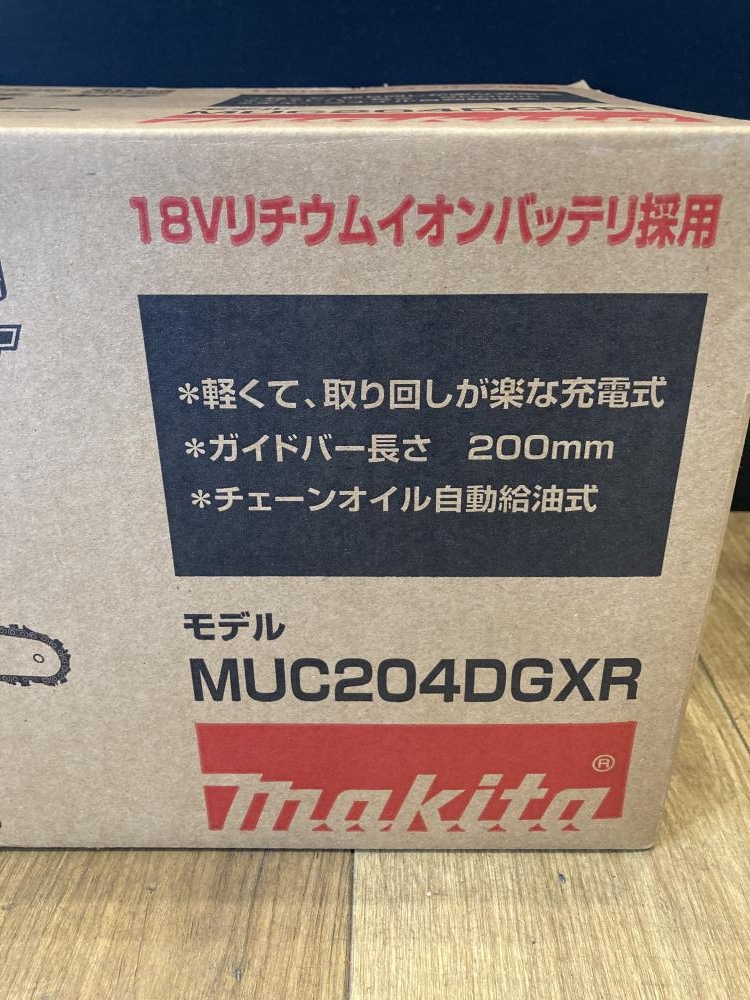 MUC204DGXR
18Vリチウムイオンバッテリ採用
*軽くて、取り回しが楽な充電式
*ガイドバー長さ 200mm
*チェーンオイル自動給油式
モデル
MUC204DGXR
makita®